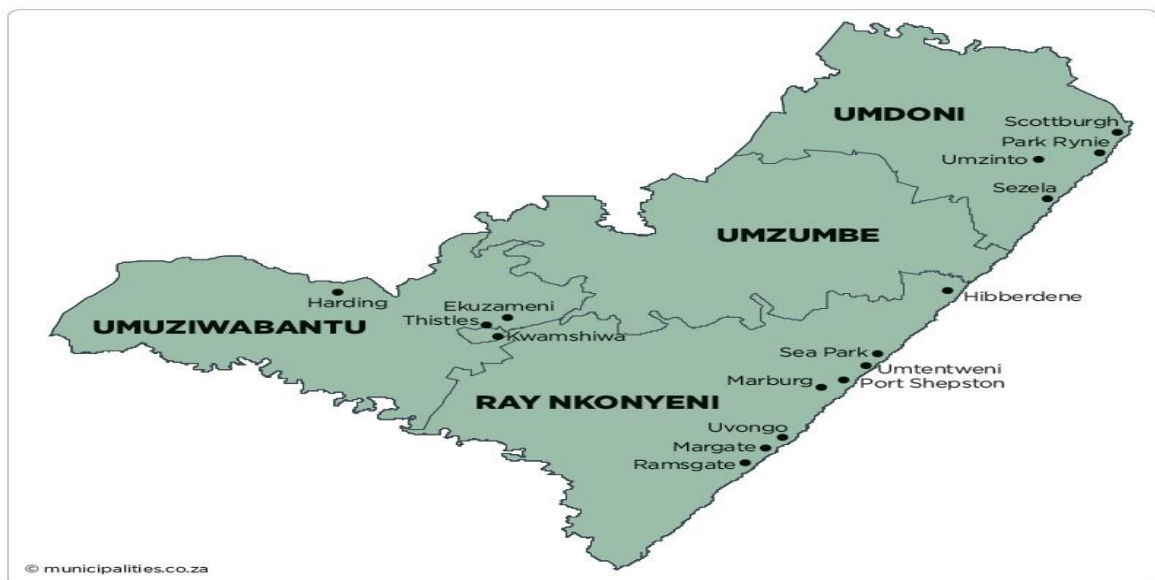 UMDONI
Scottburgh
Park Rynie
Umzinto
Sezela
UMZUMBE
Hibberdene
Harding
Ekuzameni
Thistles
Kwamshiwa
UMUZIWABANTU
Sea Park
Umtentweni
Port Shepston
Marburg
RAY NKONYENI
Uvongo
Margate
Ramsgate
© municipalities.co.za